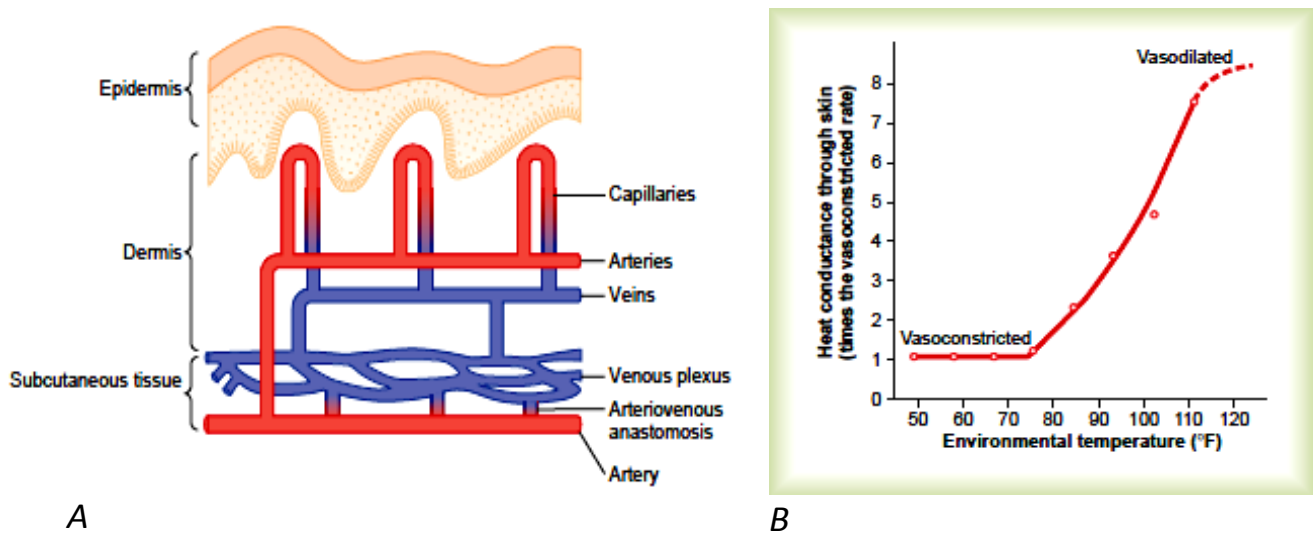 Epidermis
Dermis
Subcutaneous tissue
Capillaries
Arteries
Veins
Venous plexus
Arteriovenous
anastomosis
Artery
A
Heat conductance through skin
(times the vasoconstricted rate)
8
7
6
5
4
3
2
1
0
Vasodilated
Vasoconstricted
50 60 70 80 90 100 110 120
Environmental temperature (°F)
B